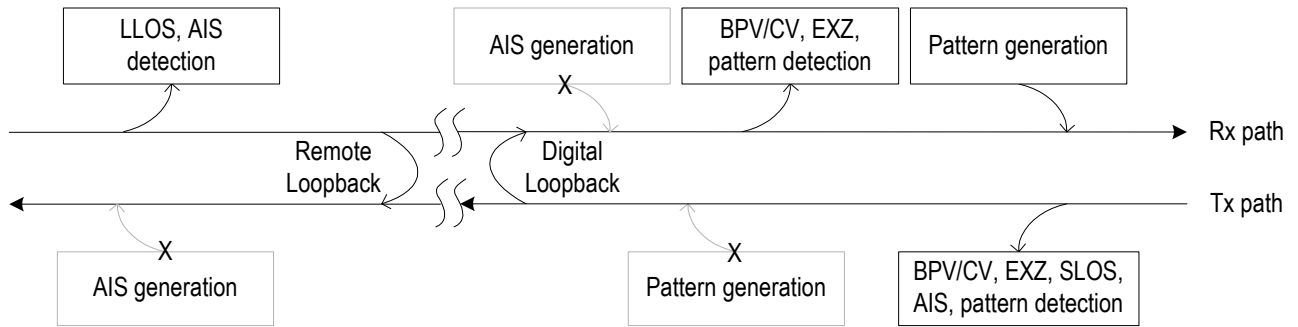 LLOS, AIS
detection
AIS generation
BPV/CV, EXZ,
pattern detection
Pattern generation
X
Rx path
Remote
Loopback
Digital
Loopback
Tx path
X
AIS generation
X
Pattern generation
BPV/CV, EXZ, SLOS,
AIS, pattern detection